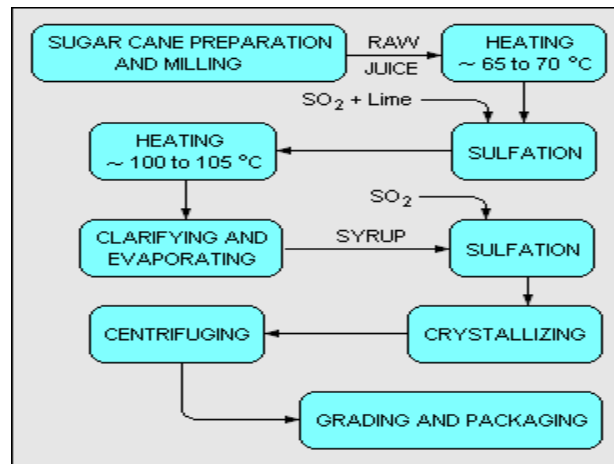 SUGAR CANE PREPARATION
AND MILLING
RAW
JUICE
HEATING
~ 65 to 70 °C
SO₂ + Lime
SULFATION
HEATING
~ 100 to 105 °C
SO₂
CLARIFYING AND
EVAPORATING
SYRUP
SULFATION
CENTRIFUGING
CRYSTALLIZING
GRADING AND PACKAGING